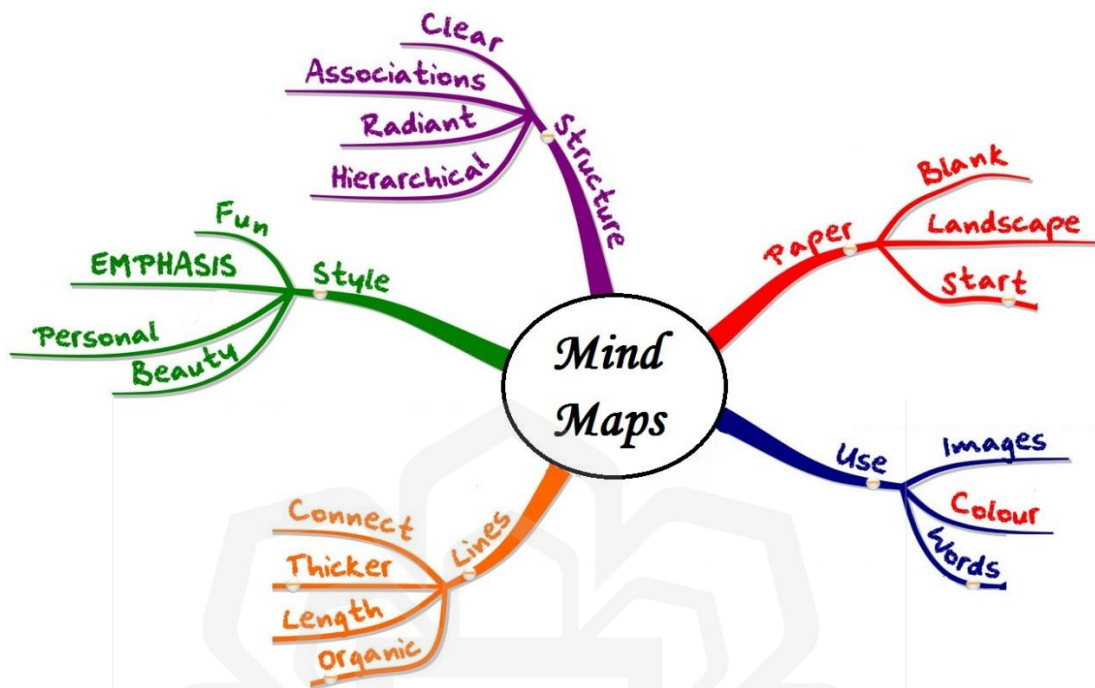 Mind
Maps
Structure
Clear
Associations
Radiant
Hierarchical
Paper
Blank
Landscape
Start
Use
Images
Colour
Words
Lines
Connect
Thicker
Length
Organic
Style
Fun
EMPHASIS
Personal
Beauty